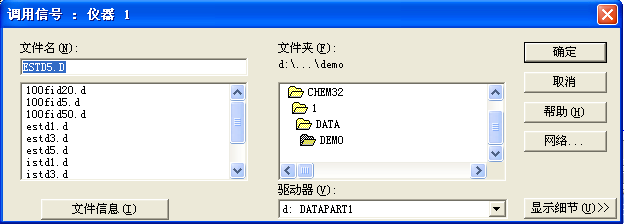 调用信号 : 仪器 1
文件名(N):
ESTD5.D
100fid20.d
100fid5.d
100fid50.d
estd1.d
estd3.d
estd5.d
istd1.d
istd3.d
文件信息(I)
文件夹(F):
d:\...\demo
CHEM32
1
DATA
DEMO
驱动器(V):
d: DATAPART1
确定
取消
帮助(H)
网络...
显示细节(U)>>